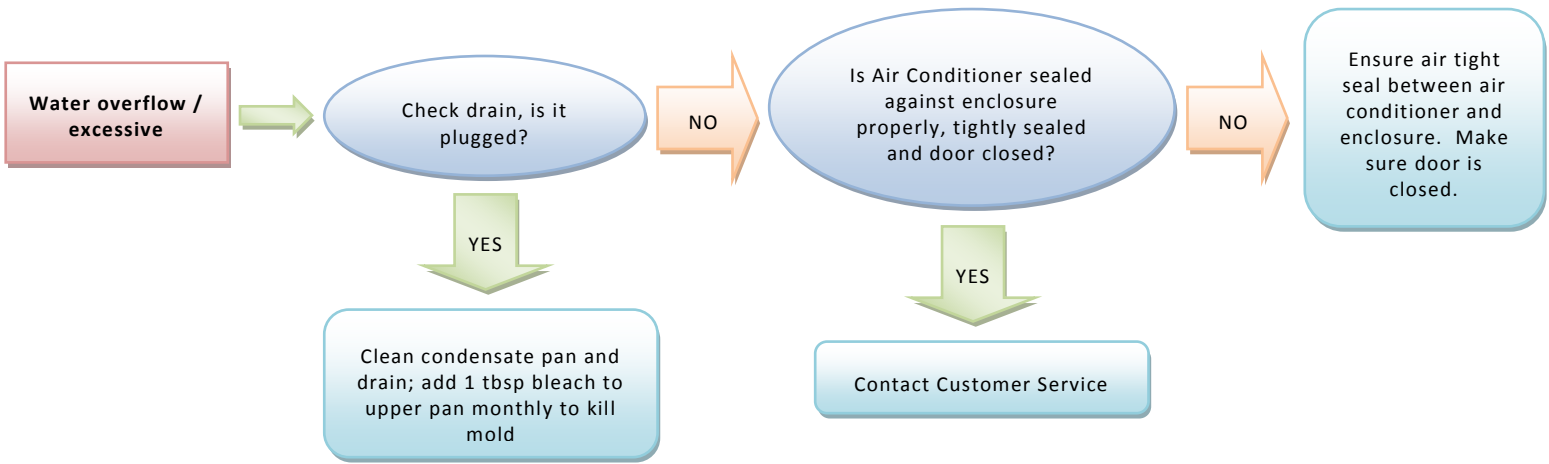 Water overflow /
excessive
Check drain, is it
plugged?
NO
Is Air Conditioner sealed
against enclosure
properly, tightly sealed
and door closed?
NO
Ensure air tight
seal between air
conditioner and
enclosure.  Make
sure door is
closed.
YES
Clean condensate pan and
drain; add 1 tbsp bleach to
upper pan monthly to kill
mold
YES
Contact Customer Service